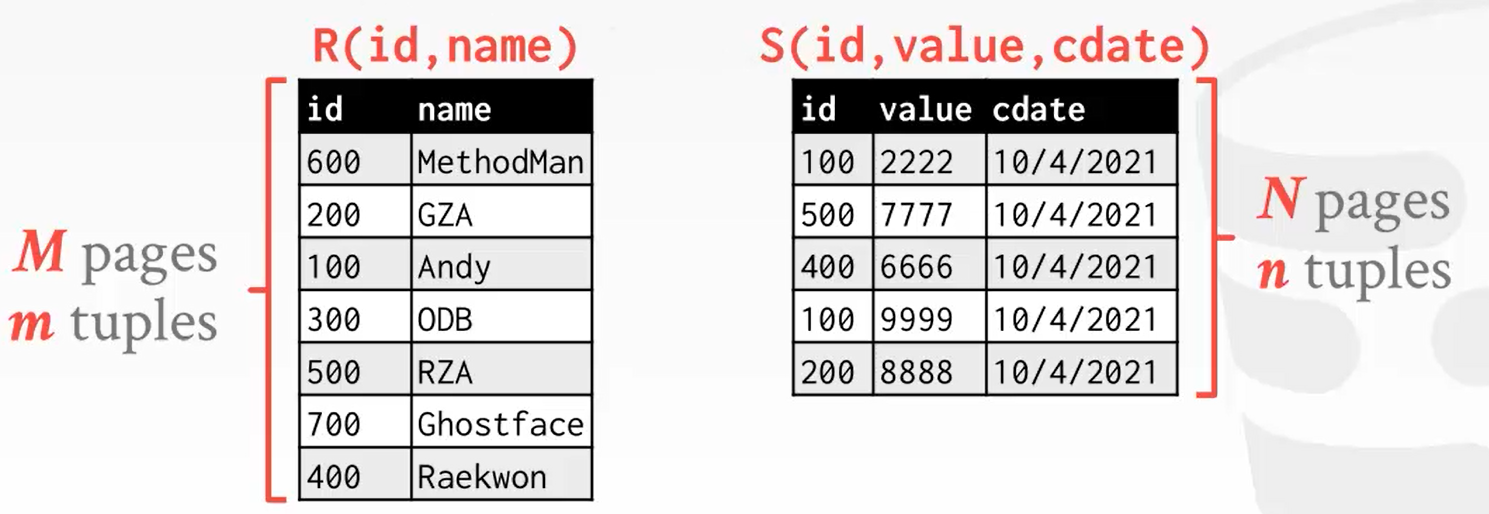 R(id,name)
S(id,value,cdate)
id name
600 MethodMan
200 GZA
100 Andy
300 ODB
500 RZA
700 Ghostface
400 Raekwon
M pages
m tuples
id value cdate
100 2222 10/4/2021
500 7777 10/4/2021
400 6666 10/4/2021
100 9999 10/4/2021
200 8888 10/4/2021
N pages
n tuples